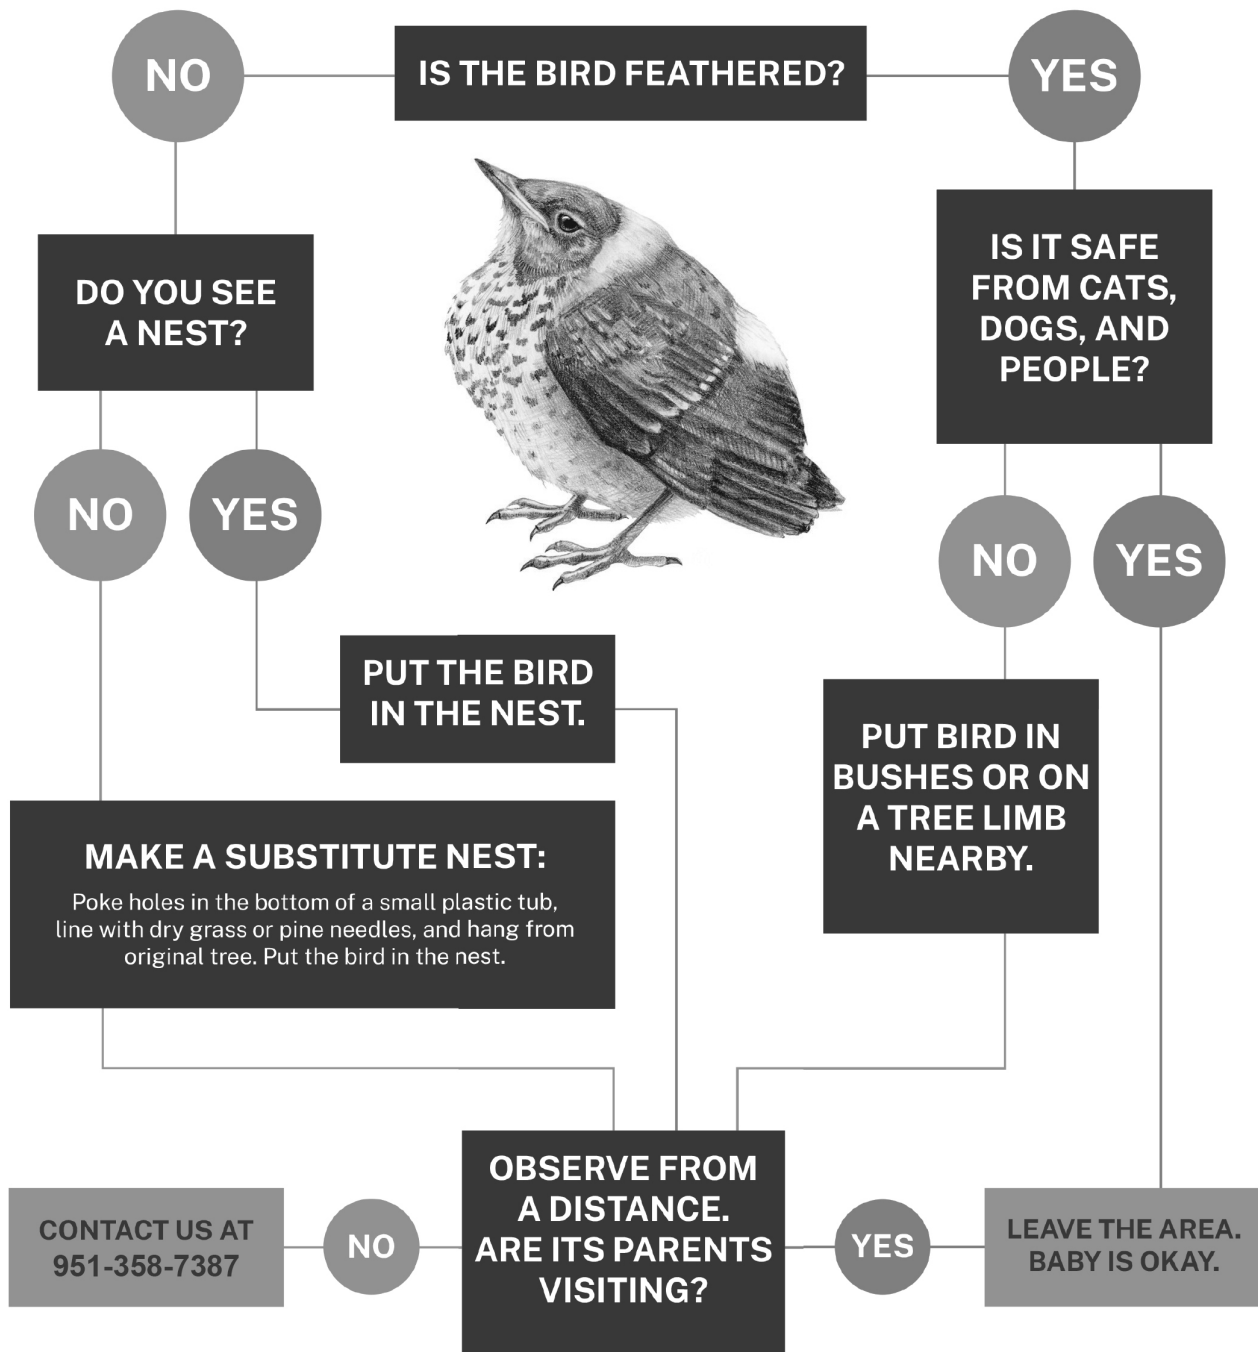 NO
IS THE BIRD FEATHERED?
YES
DO YOU SEE
A NEST?
IS IT SAFE
FROM CATS,
DOGS, AND
PEOPLE?
NO
YES
NO
YES
PUT THE BIRD
IN THE NEST.
PUT BIRD IN
BUSHES OR ON
A TREE LIMB
NEARBY.
MAKE A SUBSTITUTE NEST:
Poke holes in the bottom of a small plastic tub,
line with dry grass or pine needles, and hang from
original tree. Put the bird in the nest.
OBSERVE FROM
A DISTANCE.
ARE ITS PARENTS
VISITING?
CONTACT US AT
951-358-7387
NO
YES
LEAVE THE AREA.
BABY IS OKAY.